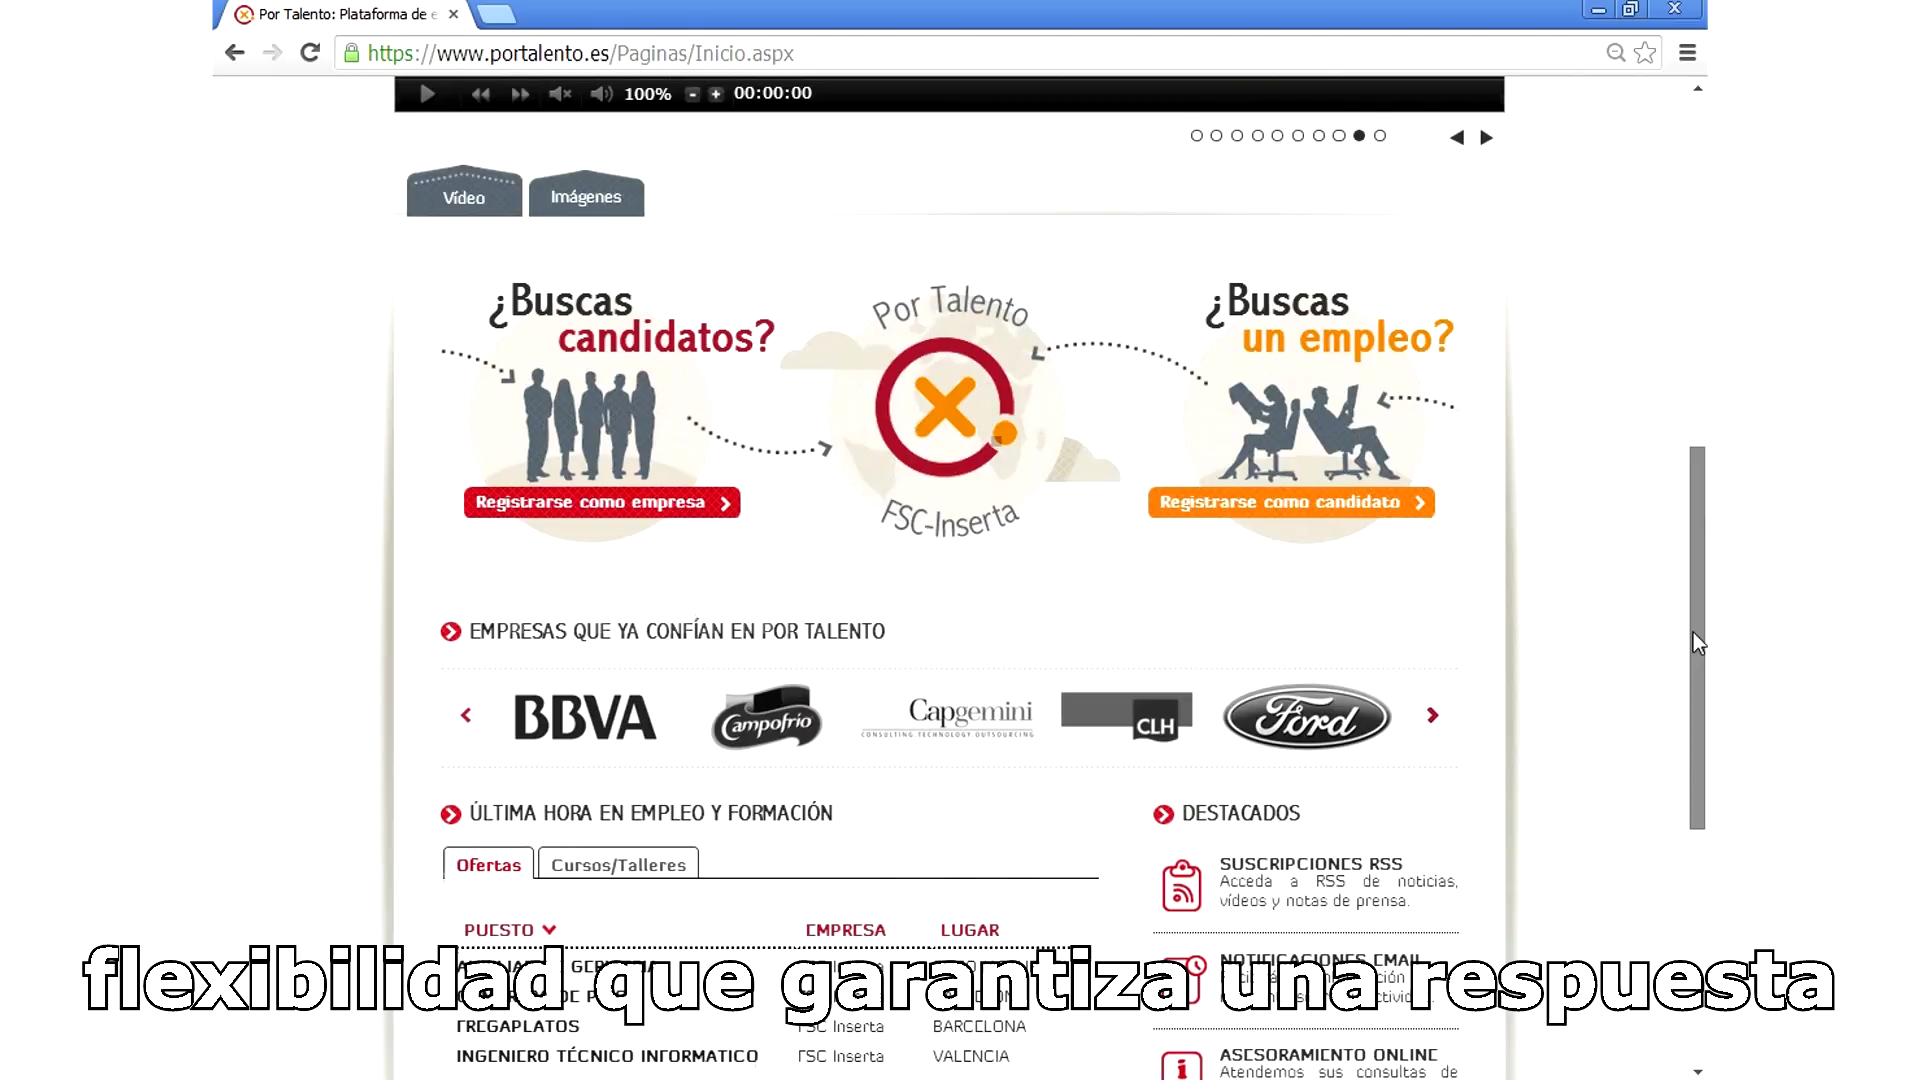 Por Talento: Plataforma de e
https://www.portalento.es/Paginas/Inicio.aspx
100% - + 00:00:00
Vídeo Imágenes
¿Buscas candidatos?
Por Talento
FSC-Inserta
¿Buscas un empleo?
Registrarse como empresa
Registrarse como candidato
EMPRESAS QUE YA CONFÍAN EN POR TALENTO
BBVA
Campofrío
Capgemini
CONSULTING TECHNOLOGY OUTSOURCING
CLH
Ford
ÚLTIMA HORA EN EMPLEO Y FORMACIÓN
DESTACADOS
Ofertas Cursos/Talleres
SUSCRIPCIONES RSS
Acceda a RSS de noticias,
vídeos y notas de prensa.
PUESTO EMPRESA LUGAR
NOTIFICACIONES EMAIL
flexibilidad que garantiza una respuesta
FREGAPLATOS FSC Inserta BARCELONA
INGENIERO TÉCNICO INFORMATICO FSC Inserta VALENCIA
ASESORAMIENTO ONLINE
Atendemos sus consultas de